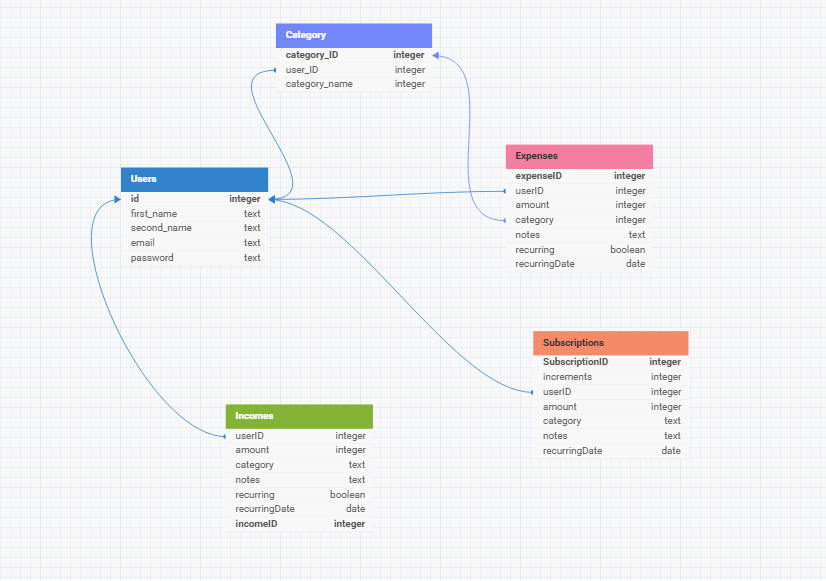 Category
category_ID integer
user_ID integer
category_name integer
Users
id integer
first_name text
second_name text
email text
password text
Expenses
expenseID integer
userID integer
amount integer
category integer
notes text
recurring boolean
recurringDate date
Subscriptions
SubscriptionID integer
increments integer
userID integer
amount integer
category text
notes text
recurringDate date
Incomes
userID integer
amount integer
category text
notes text
recurring boolean
recurringDate date
incomeID integer